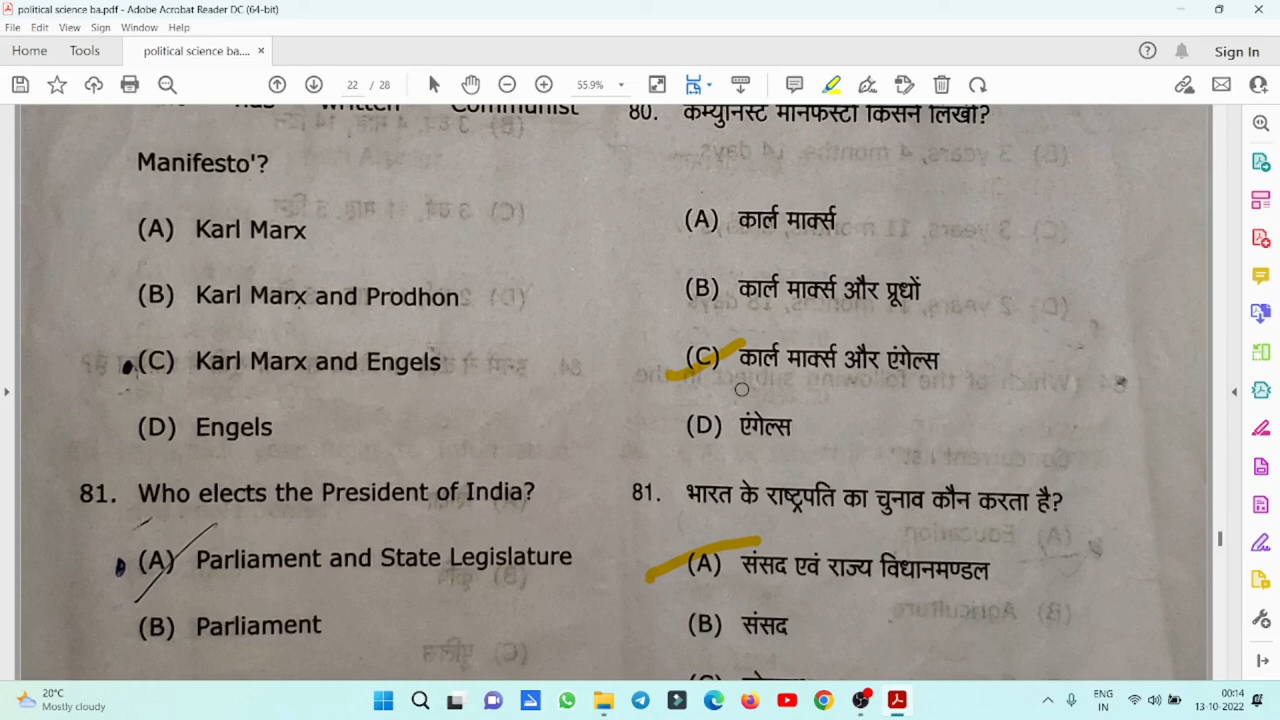 political science ba.pdf - Adobe Acrobat Reader DC (64-bit)
File Edit View Sign Window Help
Home Tools political science ba.... × Sign In
22 / 28 55.9%
has written Communist
Manifesto'?
(A) Karl Marx
(B) Karl Marx and Prodhon
(C) Karl Marx and Engels
(D) Engels
81. Who elects the President of India?
(A) Parliament and State Legislature
(B) Parliament
80. कम्युनिस्ट मैनिफेस्टो किसने लिखी?
(A) कार्ल मार्क्स
(B) कार्ल मार्क्स और प्रूधों
(C) कार्ल मार्क्स और एंगेल्स
(D) एंगेल्स
81. भारत के राष्ट्रपति का चुनाव कौन करता है?
(A) संसद एवं राज्य विधानमण्डल
(B) संसद
20°C
Mostly cloudy
ENG
IN
00:14
13-10-2022